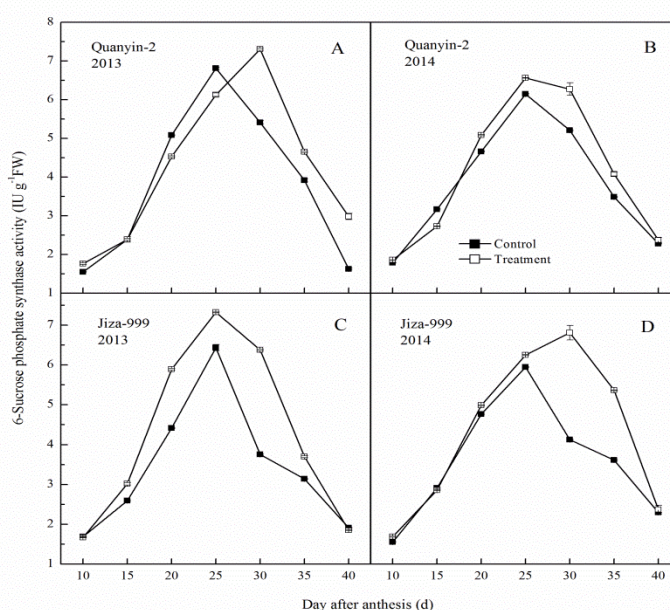 8
7
6
5
4
3
2
1
Quanyin-2
2013
A
Quanyin-2
2014
B
Control
Treatment
7
6
5
4
3
2
1
Jiza-999
2013
C
Jiza-999
2014
D
6-Sucrose phosphate synthase activity (IU g-1FW)
10 15 20 25 30 35 40 10 15 20 25 30 35 40
Day after anthesis (d)